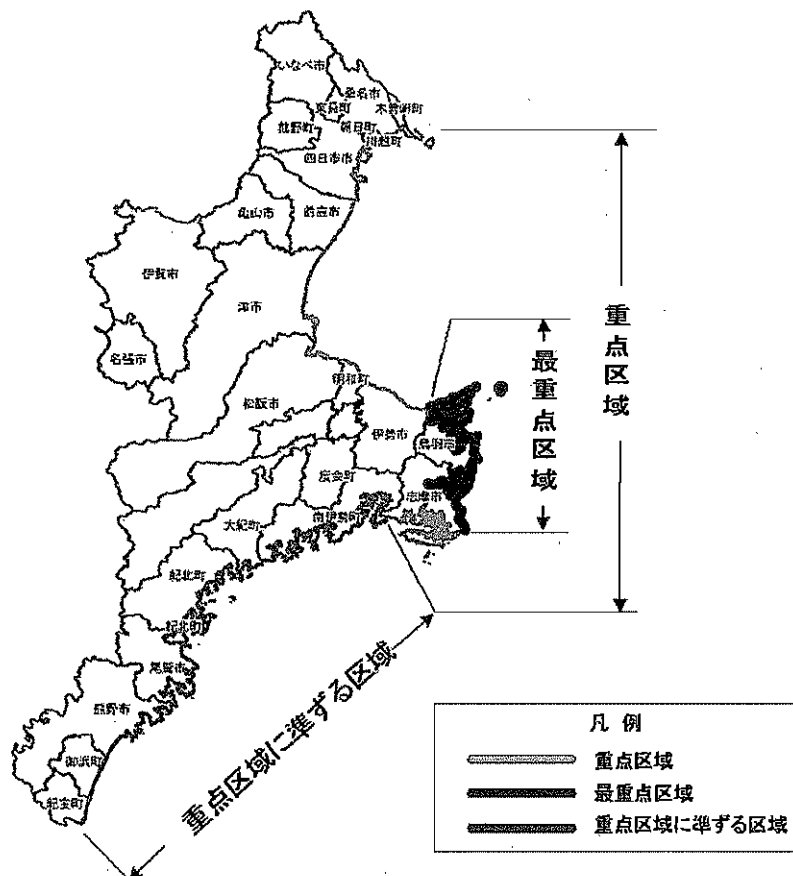 いなべ市
桑名市
東員町
木曽岬町
菰野町
朝日町
川越町
四日市市
亀山市
鈴鹿市
伊賀市
津市
名張市
重点区域
最重点区域
明和町
松阪市
伊勢市
鳥羽市
度会町
志摩市
南伊勢町
大紀町
紀北町
紀北町
尾鷲市
熊野市
御浜町
紀宝町
重点区域に準ずる区域
凡例
重点区域
最重点区域
重点区域に準ずる区域